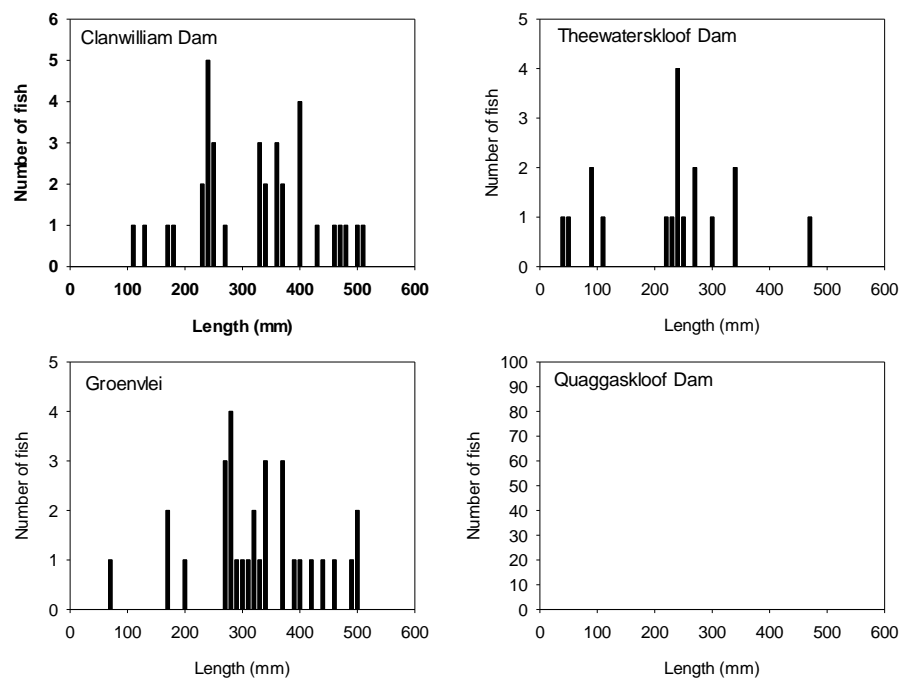 Clanwilliam Dam
Number of fish
6
5
4
3
2
1
0
0 100 200 300 400 500 600
Length (mm)
Theewaterskloof Dam
Number of fish
5
4
3
2
1
0
0 100 200 300 400 500 600
Length (mm)
Groenvlei
Number of fish
5
4
3
2
1
0
0 100 200 300 400 500 600
Length (mm)
Quaggaskloof Dam
Number of fish
100
90
80
70
60
50
40
30
20
10
0
0 100 200 300 400 500 600
Length (mm)